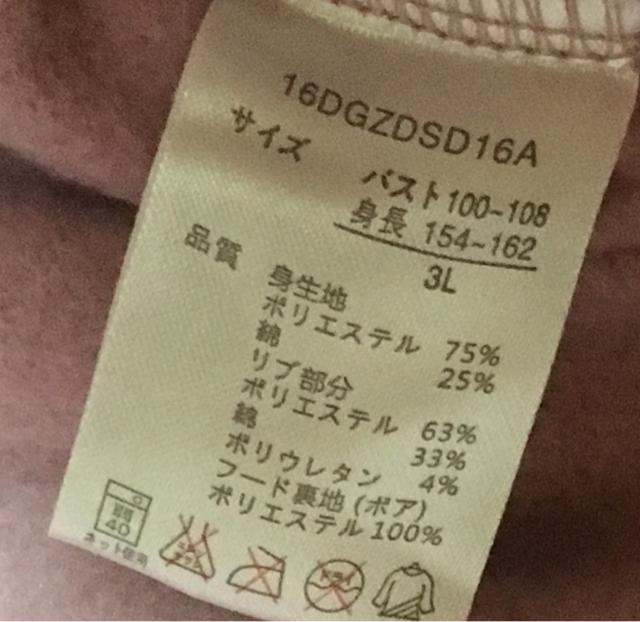 16DGZDSD16A
サイズ
バスト100~108
身長 154~162
3L
品質
身生地
ポリエステル 75%
綿 25%
リブ部分
ポリエステル 63%
綿 33%
ポリウレタン 4%
フード裏地(ボア)
ポリエステル100%
40
ネット使用
ドライ